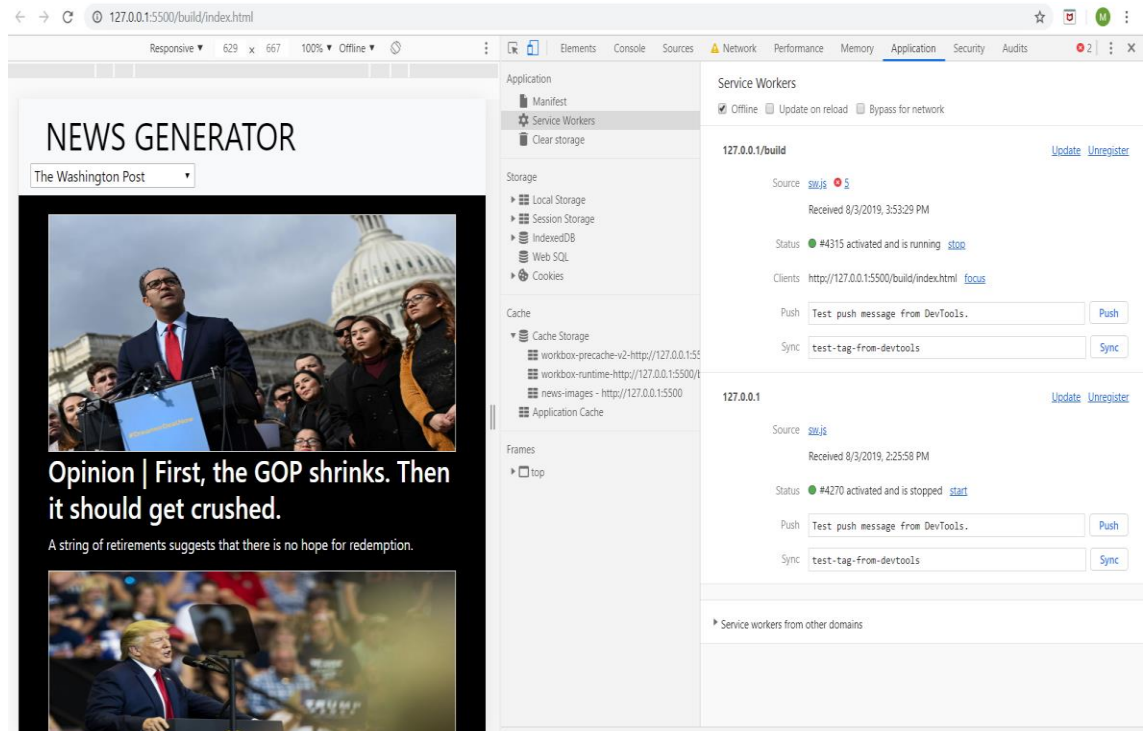 127.0.0.1:5500/build/index.html
M
Responsive ▼ 629 x 667 100% ▼ Offline ▼
Elements Console Sources Network Performance Memory Application Security Audits 2
NEWS GENERATOR
The Washington Post
Opinion | First, the GOP shrinks. Then
it should get crushed.
A string of retirements suggests that there is no hope for redemption.
TRUMP
Application
Manifest
Service Workers
Clear storage
Storage
Local Storage
Session Storage
IndexedDB
Web SQL
Cookies
Cache
Cache Storage
workbox-precache-v2-http://127.0.0.1:55
workbox-runtime-http://127.0.0.1:5500/b
news-images - http://127.0.0.1:5500
Application Cache
Frames
top
Service Workers
Offline Update on reload Bypass for network
127.0.0.1/build Update Unregister
Source sw.js 5
Received 8/3/2019, 3:53:29 PM
Status #4315 activated and is running stop
Clients http://127.0.0.1:5500/build/index.html focus
Push Test push message from DevTools. Push
Sync test-tag-from-devtools Sync
127.0.0.1 Update Unregister
Source sw.js
Received 8/3/2019, 2:25:58 PM
Status #4270 activated and is stopped start
Push Test push message from DevTools. Push
Sync test-tag-from-devtools Sync
Service workers from other domains